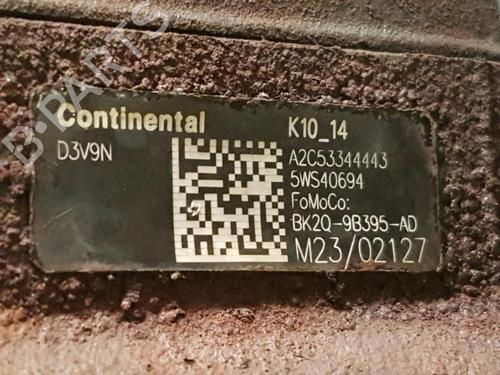 B-PARTS
Continental
K10_14
D3V9N
A2C53344443
5WS40694
FoMoCo:
BK2Q-9B395-AD
M23/02127